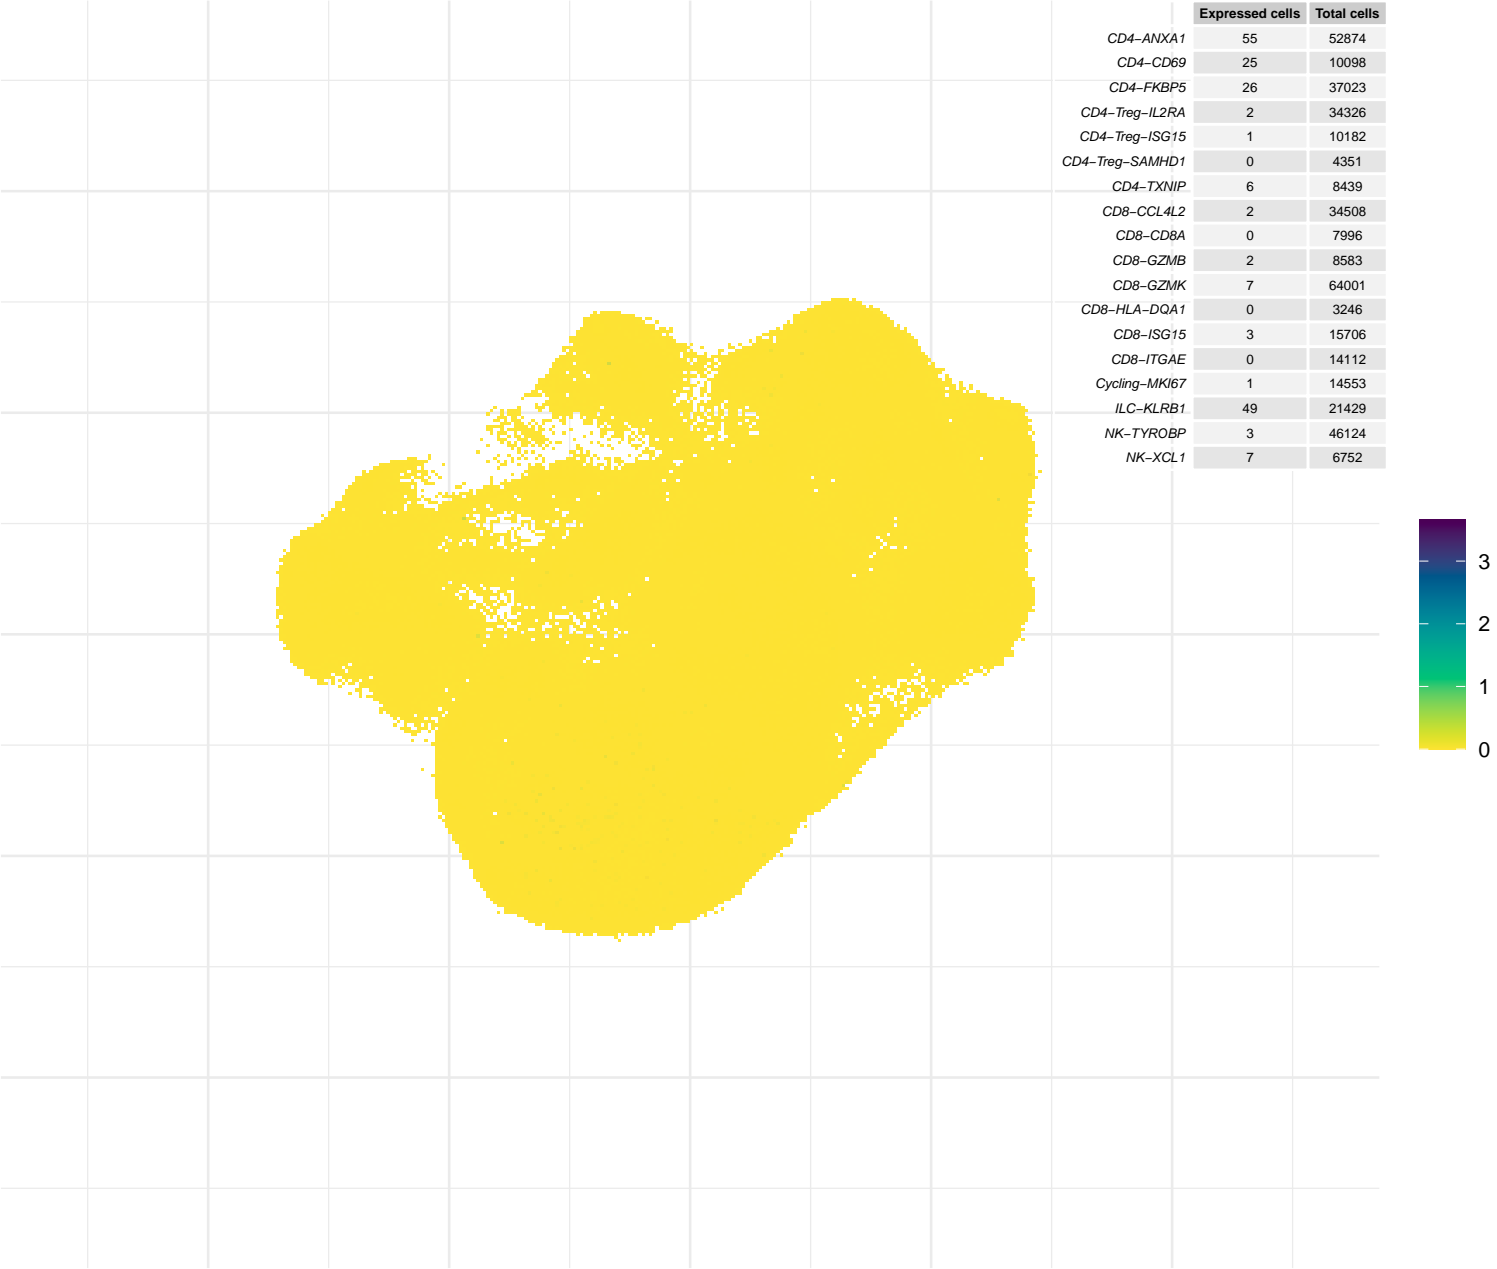 Expressed cells Total cells
CD4−ANXA1 55 52874
CD4−CD69 25 10098
CD4−FKBP5 26 37023
CD4−Treg−IL2RA 2 34326
CD4−Treg−ISG15 1 10182
CD4−Treg−SAMHD1 0 4351
CD4−TXNIP 6 8439
CD8−CCL4L2 2 34508
CD8−CD8A 0 7996
CD8−GZMB 2 8583
CD8−GZMK 7 64001
CD8−HLA−DQA1 0 3246
CD8−ISG15 3 15706
CD8−ITGAE 0 14112
Cycling−MKI67 1 14553
ILC−KLRB1 49 21429
NK−TYROBP 3 46124
NK−XCL1 7 6752
3
2
1
0